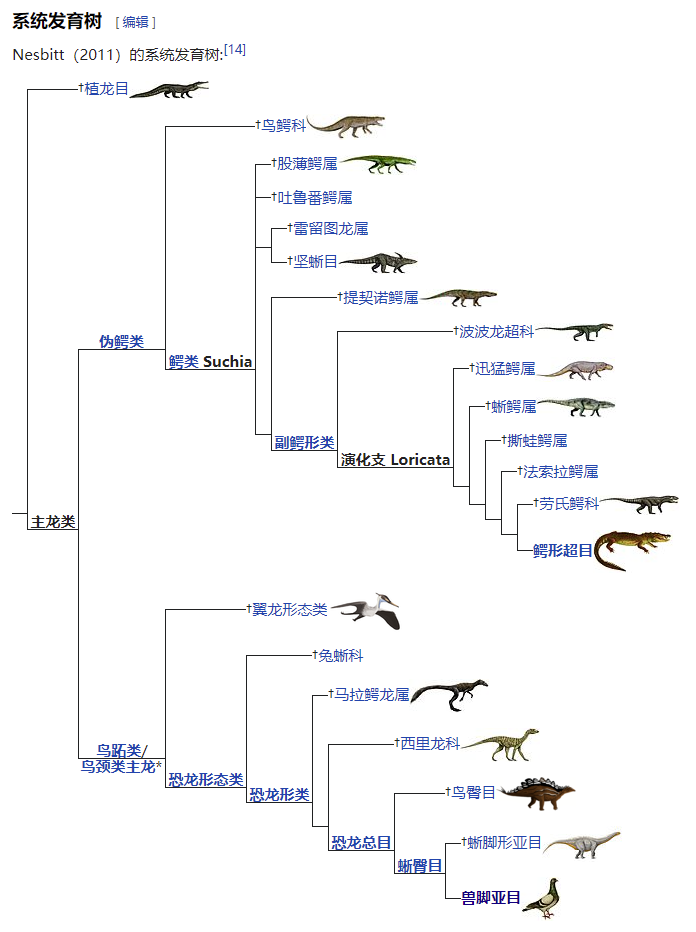 系统发育树 [ 编辑 ]
Nesbitt（2011）的系统发育树:[14]
†植龙目
†鸟鳄科
†股薄鳄属
†吐鲁番鳄属
†雷留图龙属
†坚蜥目
†提契诺鳄属
†波波龙超科
伪鳄类
鳄类 Suchia
†迅猛鳄属
†蜥鳄属
†撕蛙鳄属
副鳄形类
演化支 Loricata
†法索拉鳄属
†劳氏鳄科
主龙类
鳄形超目
†翼龙形态类
†兔蜥科
†马拉鳄龙属
鸟跖类/
鸟颈类主龙*
†西里龙科
恐龙形态类
恐龙形类
†鸟臀目
恐龙总目
†蜥脚形亚目
蜥臀目
兽脚亚目